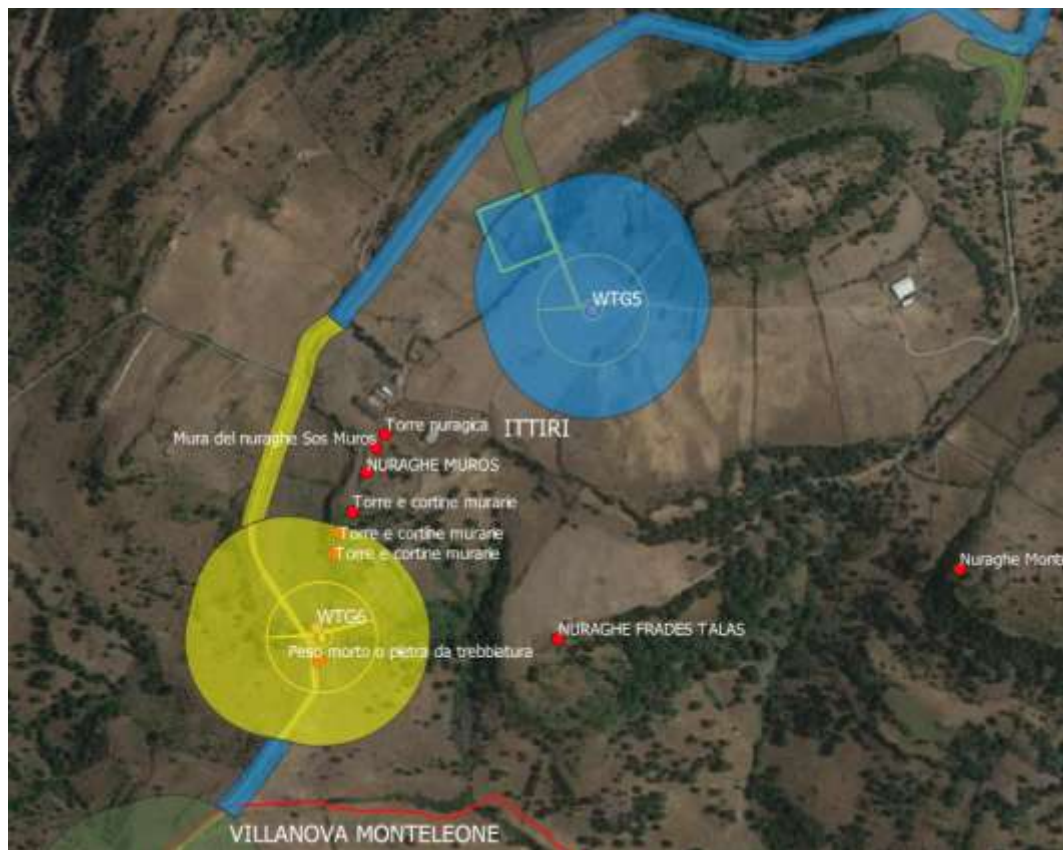 WTG5
Torre nuragica
ITTIRI
Mura del nuraghe Sos Muros
NURAGHE MUROS
Torre e cortine murarie
Torre e cortine murarie
Torre e cortine murarie
Nuraghe Monte
WTG6
NURAGHE FRADES TALAS
Peso morto o pietra da trebbiatura
VILLANOVA MONTELEONE